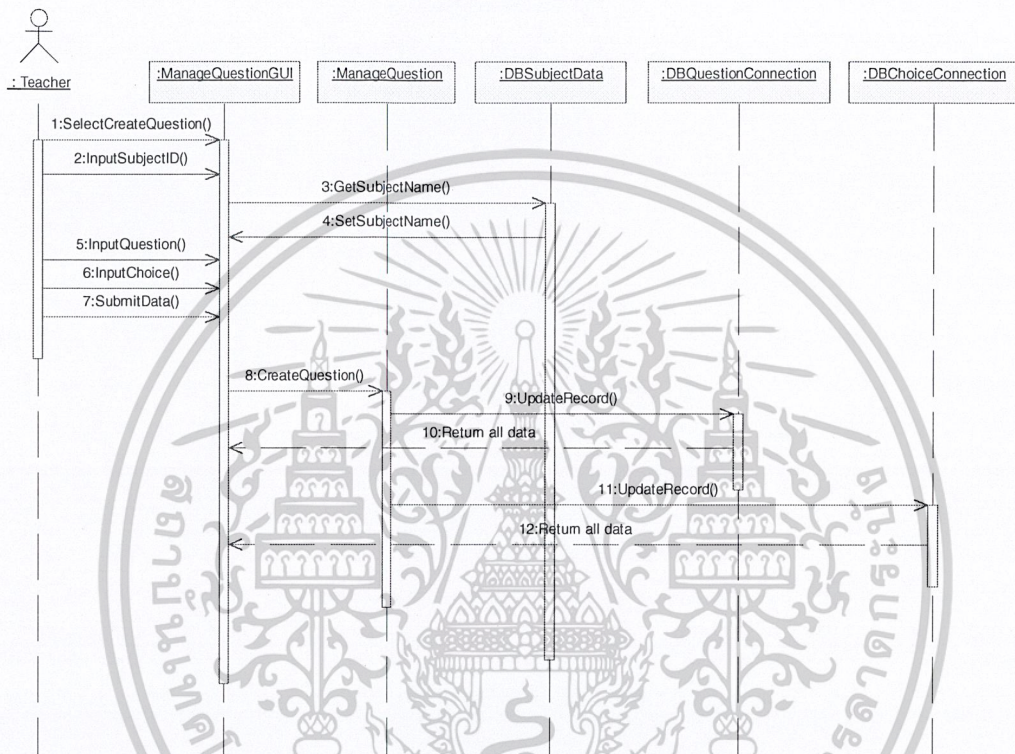 : Teacher
:ManageQuestionGUI
:ManageQuestion
:DBSubjectData
:DBQuestionConnection
:DBChoiceConnection
1:SelectCreateQuestion()
2:InputSubjectID()
3:GetSubjectName()
4:SetSubjectName()
5:InputQuestion()
6:InputChoice()
7:SubmitData()
8:CreateQuestion()
9:UpdateRecord()
10:Return all data
11:UpdateRecord()
12:Return all data